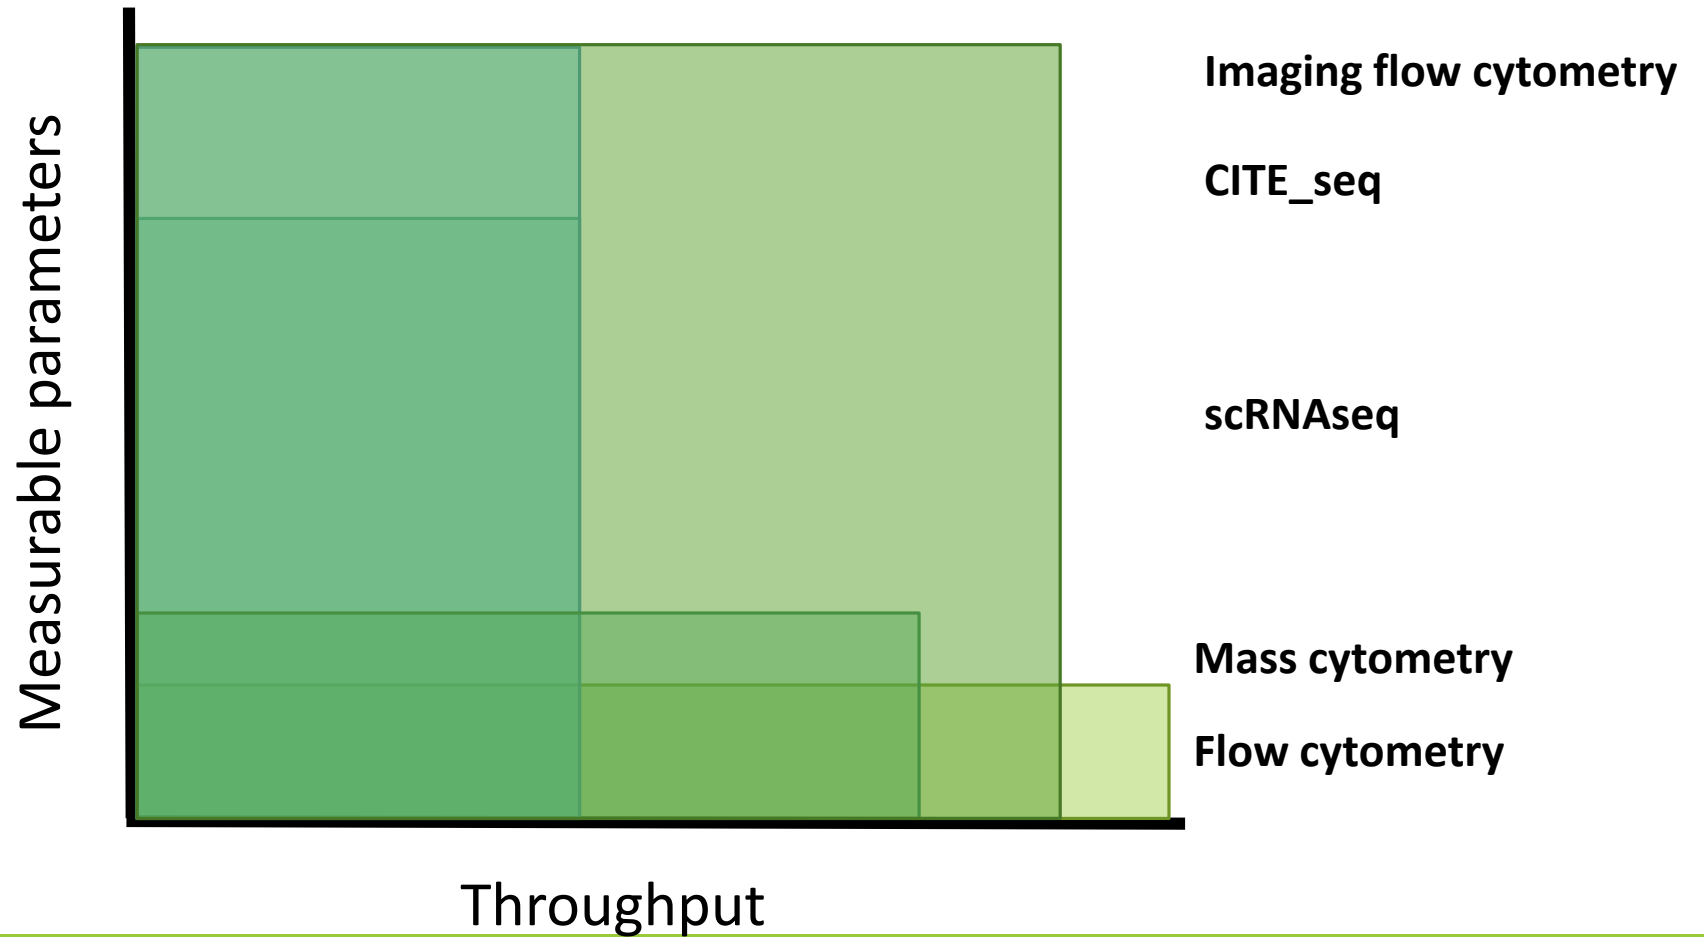 Measurable parameters
Imaging flow cytometry
CITE_seq
scRNAseq
Mass cytometry
Flow cytometry
Throughput